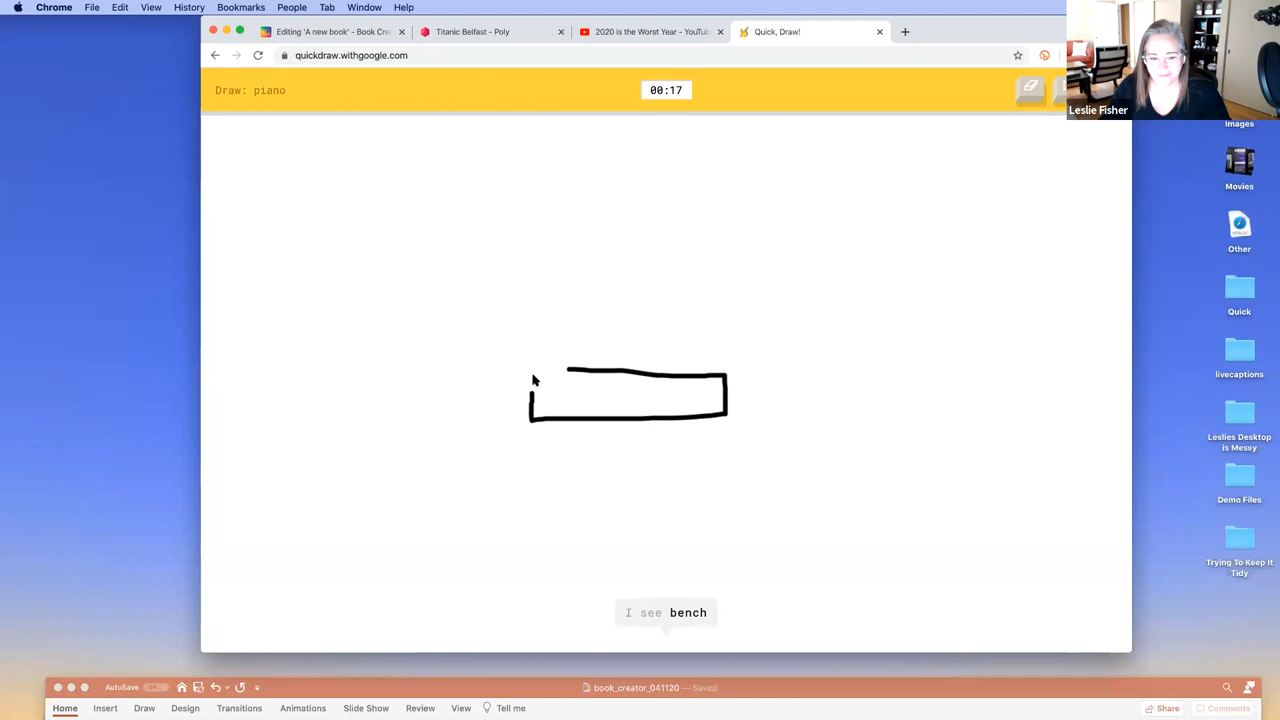 Chrome File Edit View History Bookmarks People Tab Window Help
Editing 'A new book' - Book Cre
Titanic Belfast - Poly
2020 is the Worst Year - YouTu
Quick, Draw!
quickdraw.withgoogle.com
Draw: piano
00:17
Leslie Fisher
Images
Movies
Other
Quick
livecaptions
Leslies Desktop
is Messy
Demo Files
Trying To Keep It
Tidy
I see bench
AutoSave
book_creator_041120 — Saved
Home Insert Draw Design Transitions Animations Slide Show Review View Tell me
Share Comments